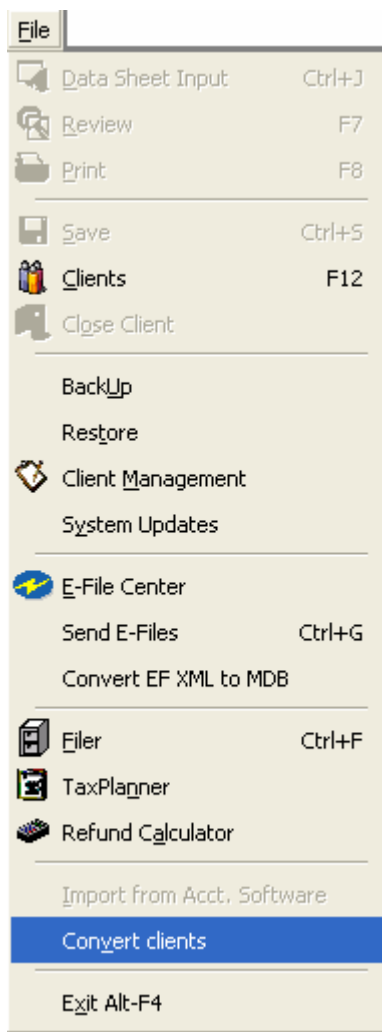 File
Data Sheet Input Ctrl+J
Review F7
Print F8
Save Ctrl+S
Clients F12
Close Client
BackUp
Restore
Client Management
System Updates
E-File Center
Send E-Files Ctrl+G
Convert EF XML to MDB
Filer Ctrl+F
TaxPlanner
Refund Calculator
Import from Acct. Software
Convert clients
Exit Alt-F4